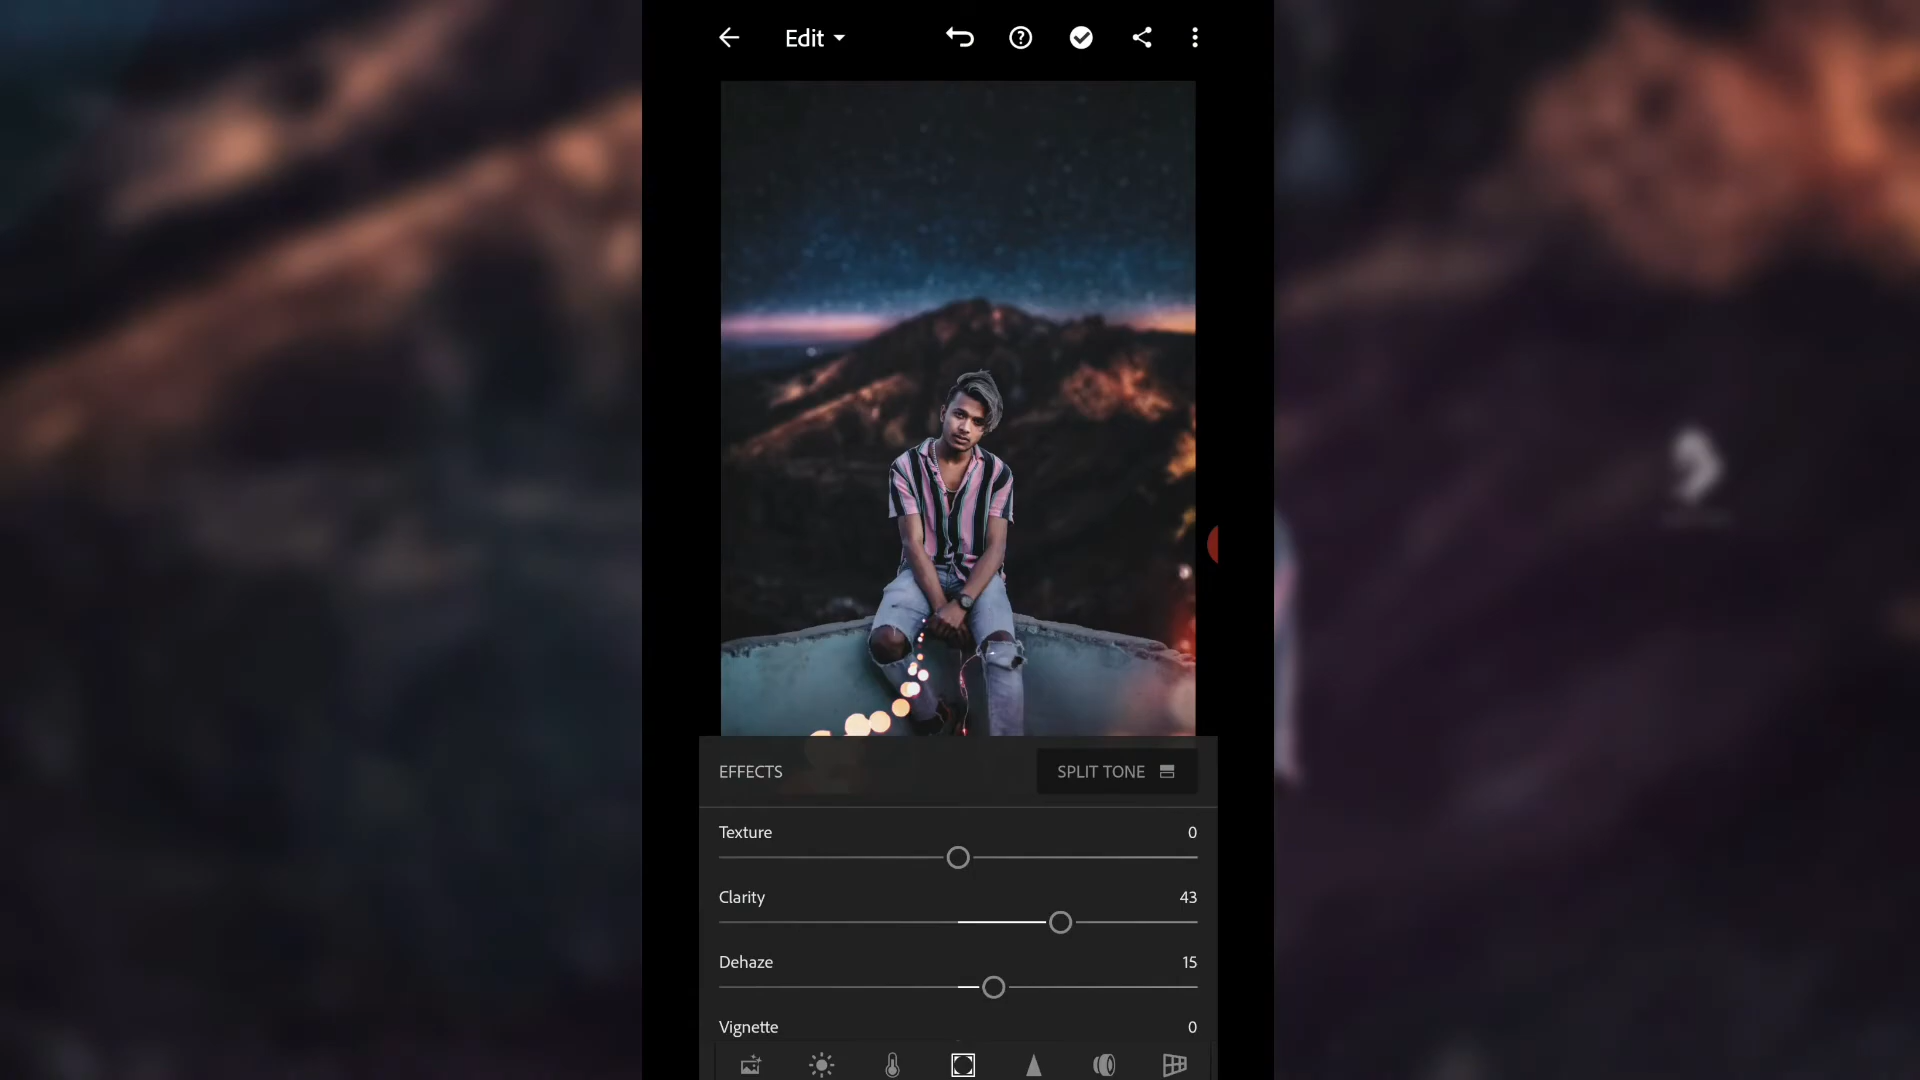 Edit
EFFECTS
SPLIT TONE
Texture 0
Clarity 43
Dehaze 15
Vignette 0